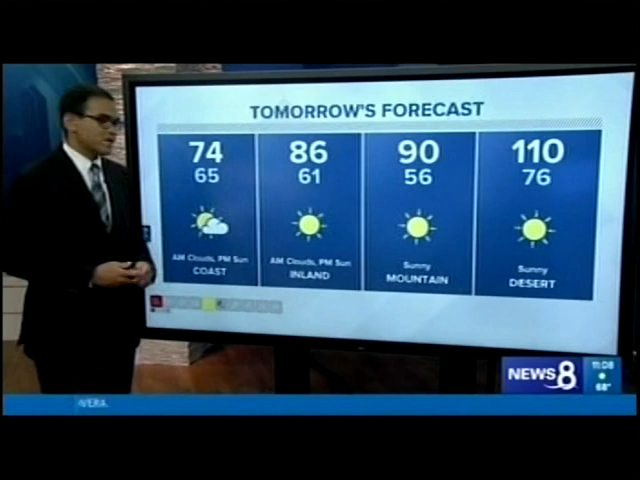 TOMORROW'S FORECAST
74
65
AM Clouds, PM Sun
COAST
86
61
AM Clouds, PM Sun
INLAND
90
56
Sunny
MOUNTAIN
110
76
Sunny
DESERT
NEWS 8
11:08
68°